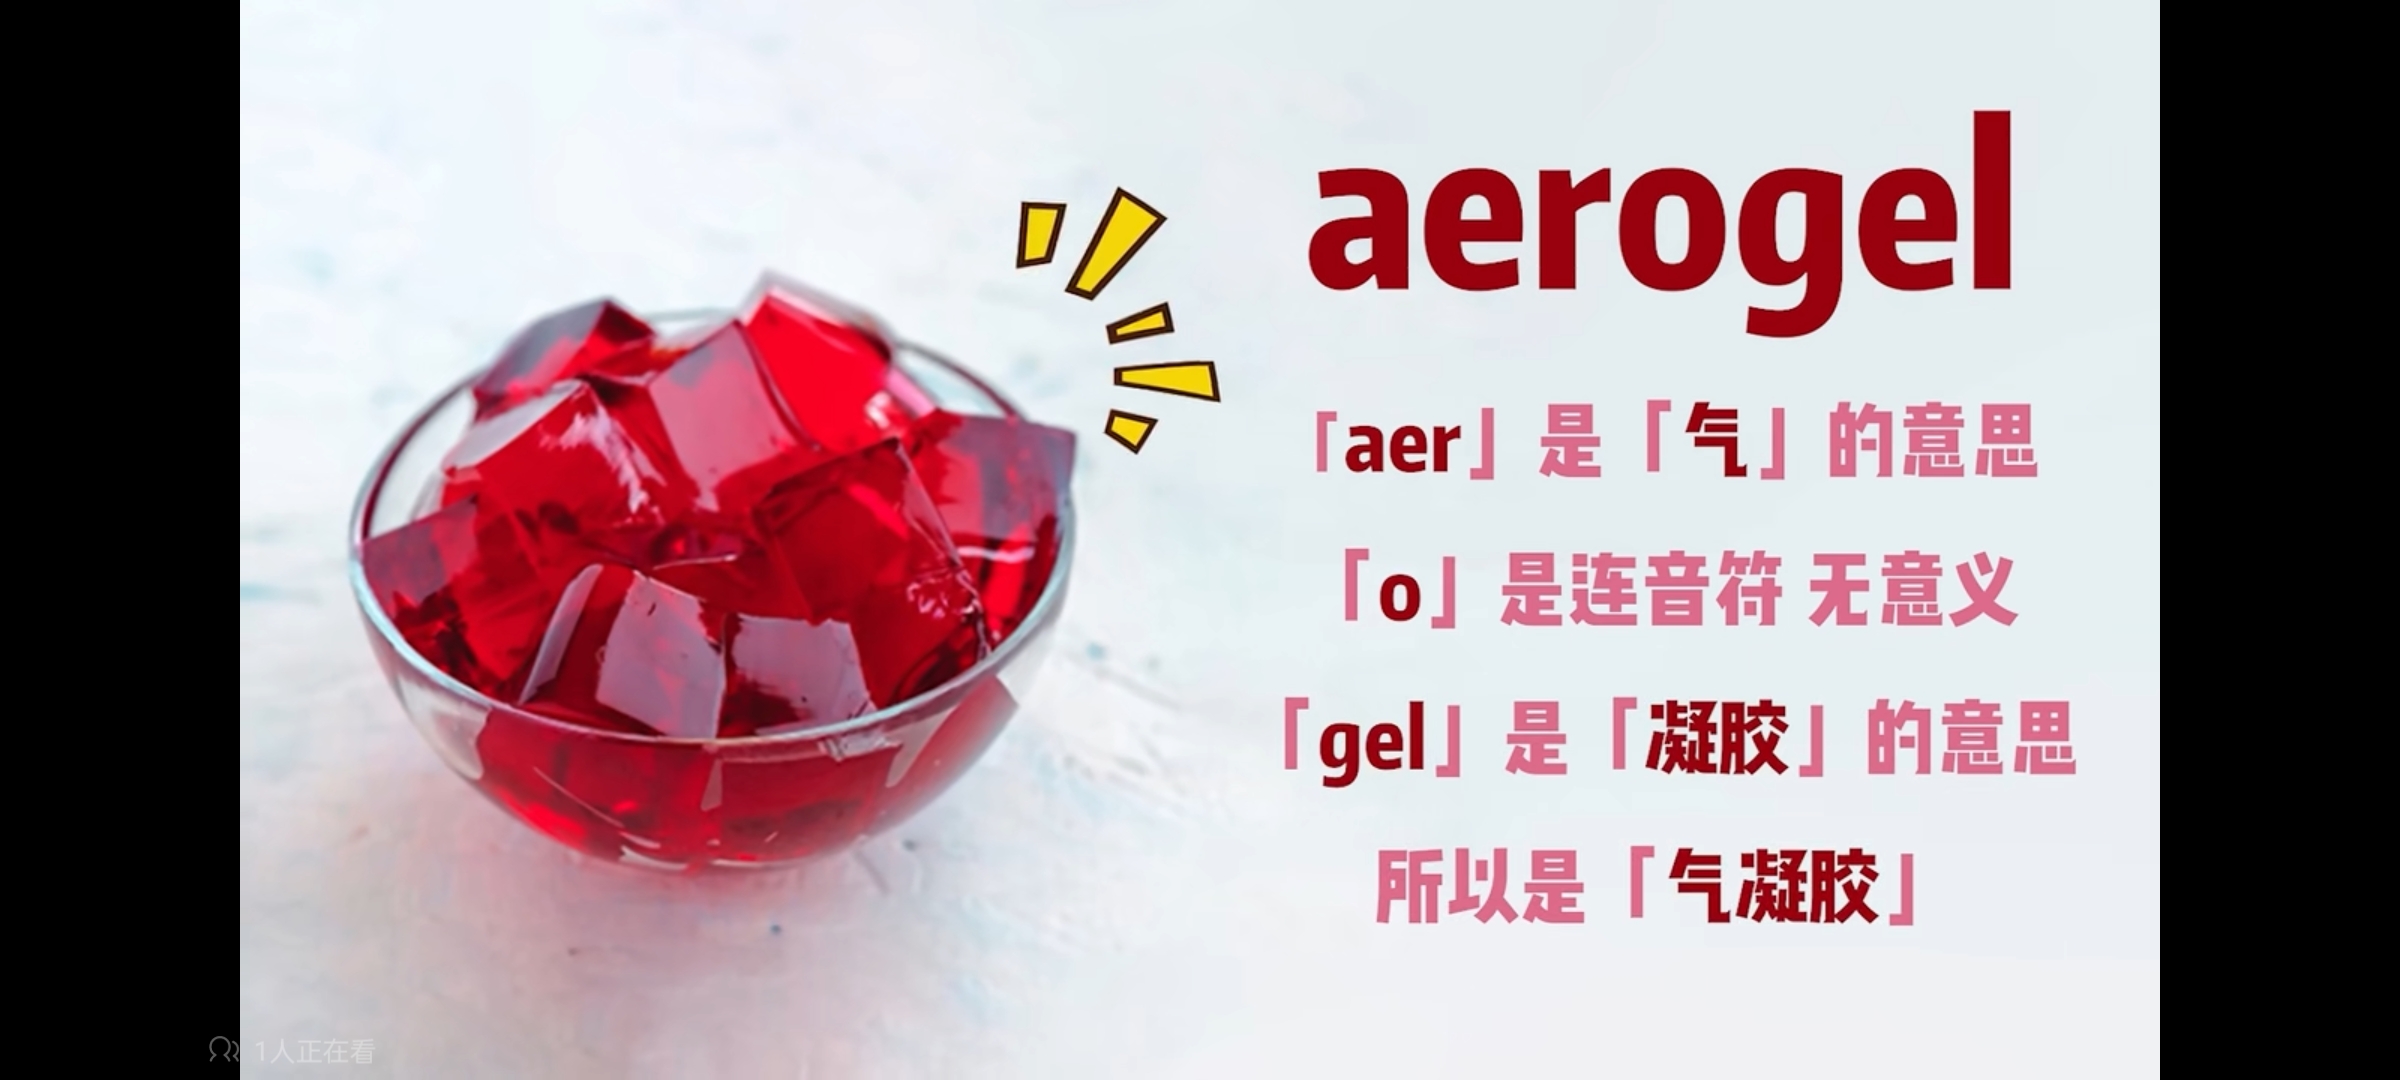 aerogel
「aer」是「气」的意思
「o」是连音符 无意义
「gel」是「凝胶」的意思
所以是「气凝胶」
1人正在看